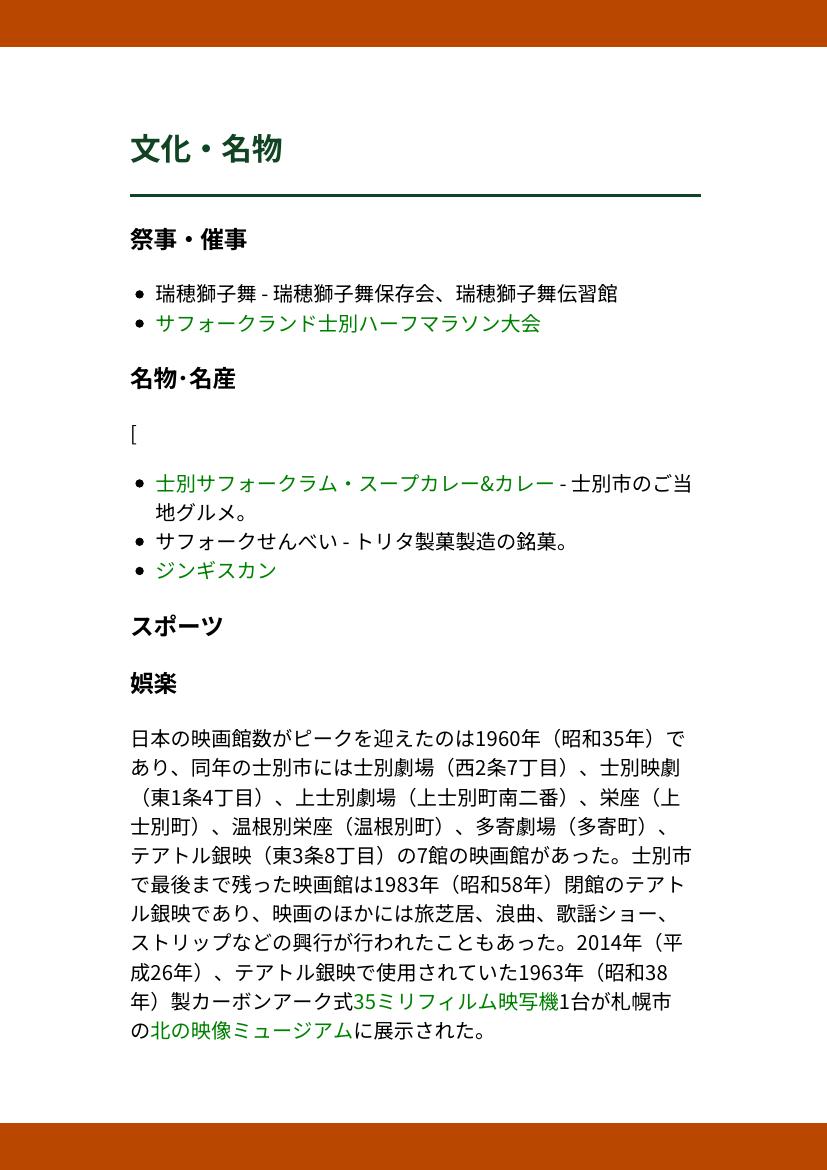 文化・名物
祭事・催事
瑞穂獅子舞 - 瑞穂獅子舞保存会、瑞穂獅子舞伝習館
サフォークランド士別ハーフマラソン大会
名物･名産
[
士別サフォークラム・スープカレー&カレー - 士別市のご当
地グルメ。
サフォークせんべい - トリタ製菓製造の銘菓。
ジンギスカン
スポーツ
娯楽
日本の映画館数がピークを迎えたのは1960年（昭和35年）で
あり、同年の士別市には士別劇場（西2条7丁目）、士別映劇
（東1条4丁目）、上士別劇場（上士別町南二番）、栄座（上
士別町）、温根別栄座（温根別町）、多寄劇場（多寄町）、
テアトル銀映（東3条8丁目）の7館の映画館があった。士別市
で最後まで残った映画館は1983年（昭和58年）閉館のテアト
ル銀映であり、映画のほかには旅芝居、浪曲、歌謡ショー、
ストリップなどの興行が行われたこともあった。2014年（平
成26年）、テアトル銀映で使用されていた1963年（昭和38
年）製カーボンアーク式35ミリフィルム映写機1台が札幌市
の北の映像ミュージアムに展示された。